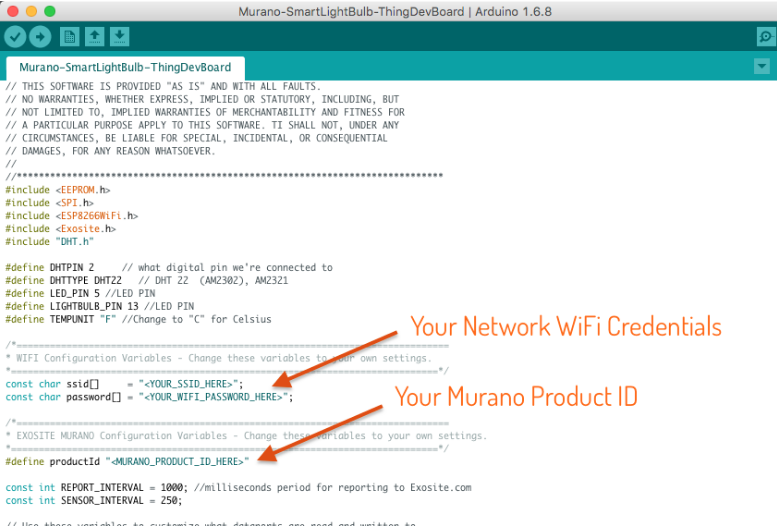 Murano-SmartLightBulb-ThingDevBoard | Arduino 1.6.8
Murano-SmartLightBulb-ThingDevBoard
// THIS SOFTWARE IS PROVIDED "AS IS" AND WITH ALL FAULTS.
// NO WARRANTIES, WHETHER EXPRESS, IMPLIED OR STATUTORY, INCLUDING, BUT
// NOT LIMITED TO, IMPLIED WARRANTIES OF MERCHANTABILITY AND FITNESS FOR
// A PARTICULAR PURPOSE APPLY TO THIS SOFTWARE. TI SHALL NOT, UNDER ANY
// CIRCUMSTANCES, BE LIABLE FOR SPECIAL, INCIDENTAL, OR CONSEQUENTIAL
// DAMAGES, FOR ANY REASON WHATSOEVER.
//
//*****************************************************************************
#include <EEPROM.h>
#include <SPI.h>
#include <ESP8266WiFi.h>
#include <Exosite.h>
#include "DHT.h"
#define DHTPIN 2     // what digital pin we're connected to
#define DHTTYPE DHT22   // DHT 22  (AM2302), AM2321
#define LED_PIN 5 //LED PIN
#define LIGHTBULB_PIN 13 //LED PIN
#define TEMPUNIT "F" //Change to "C" for Celsius
Your Network WiFi Credentials
/*==============================================================================
* WIFI Configuration Variables - Change these variables to your own settings.
*=============================================================================*/
const char ssid[]     = "<YOUR_SSID_HERE>";
const char password[] = "<YOUR_WIFI_PASSWORD_HERE>";
Your Murano Product ID
/*==============================================================================
* EXOSITE MURANO Configuration Variables - Change these variables to your own settings.
*=============================================================================*/
#define productId "<MURANO_PRODUCT_ID_HERE>"
const int REPORT_INTERVAL = 1000; //milliseconds period for reporting to Exosite.com
const int SENSOR_INTERVAL = 250;
// Use these variables to customize what dataports are read and written to